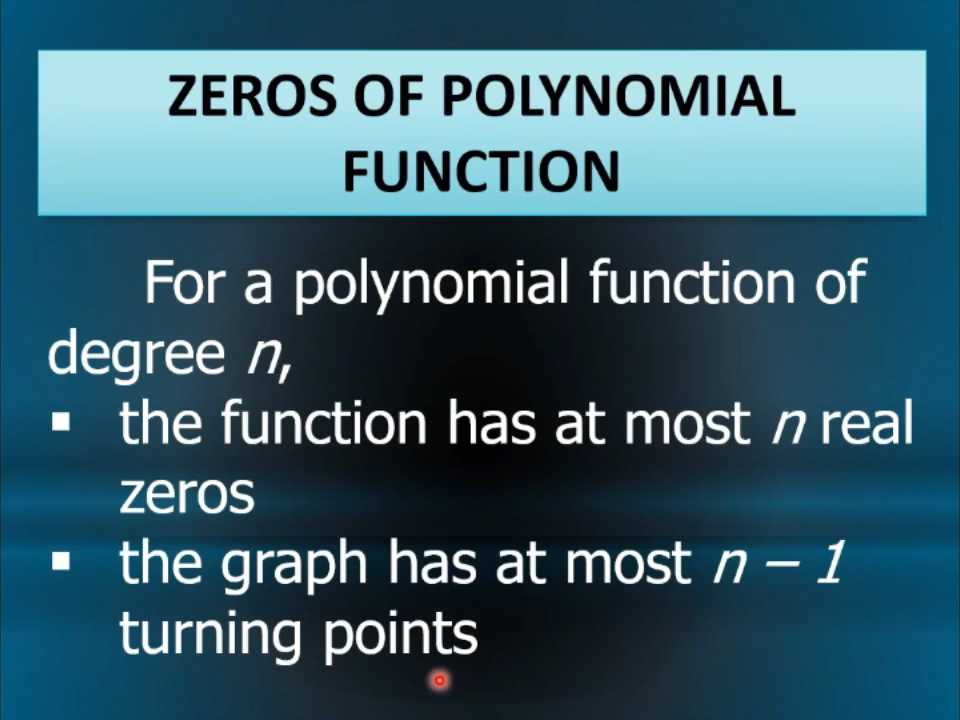 ZEROS OF POLYNOMIAL
FUNCTION
For a polynomial function of
degree n,
▪ the function has at most n real
zeros
▪ the graph has at most n – 1
turning points